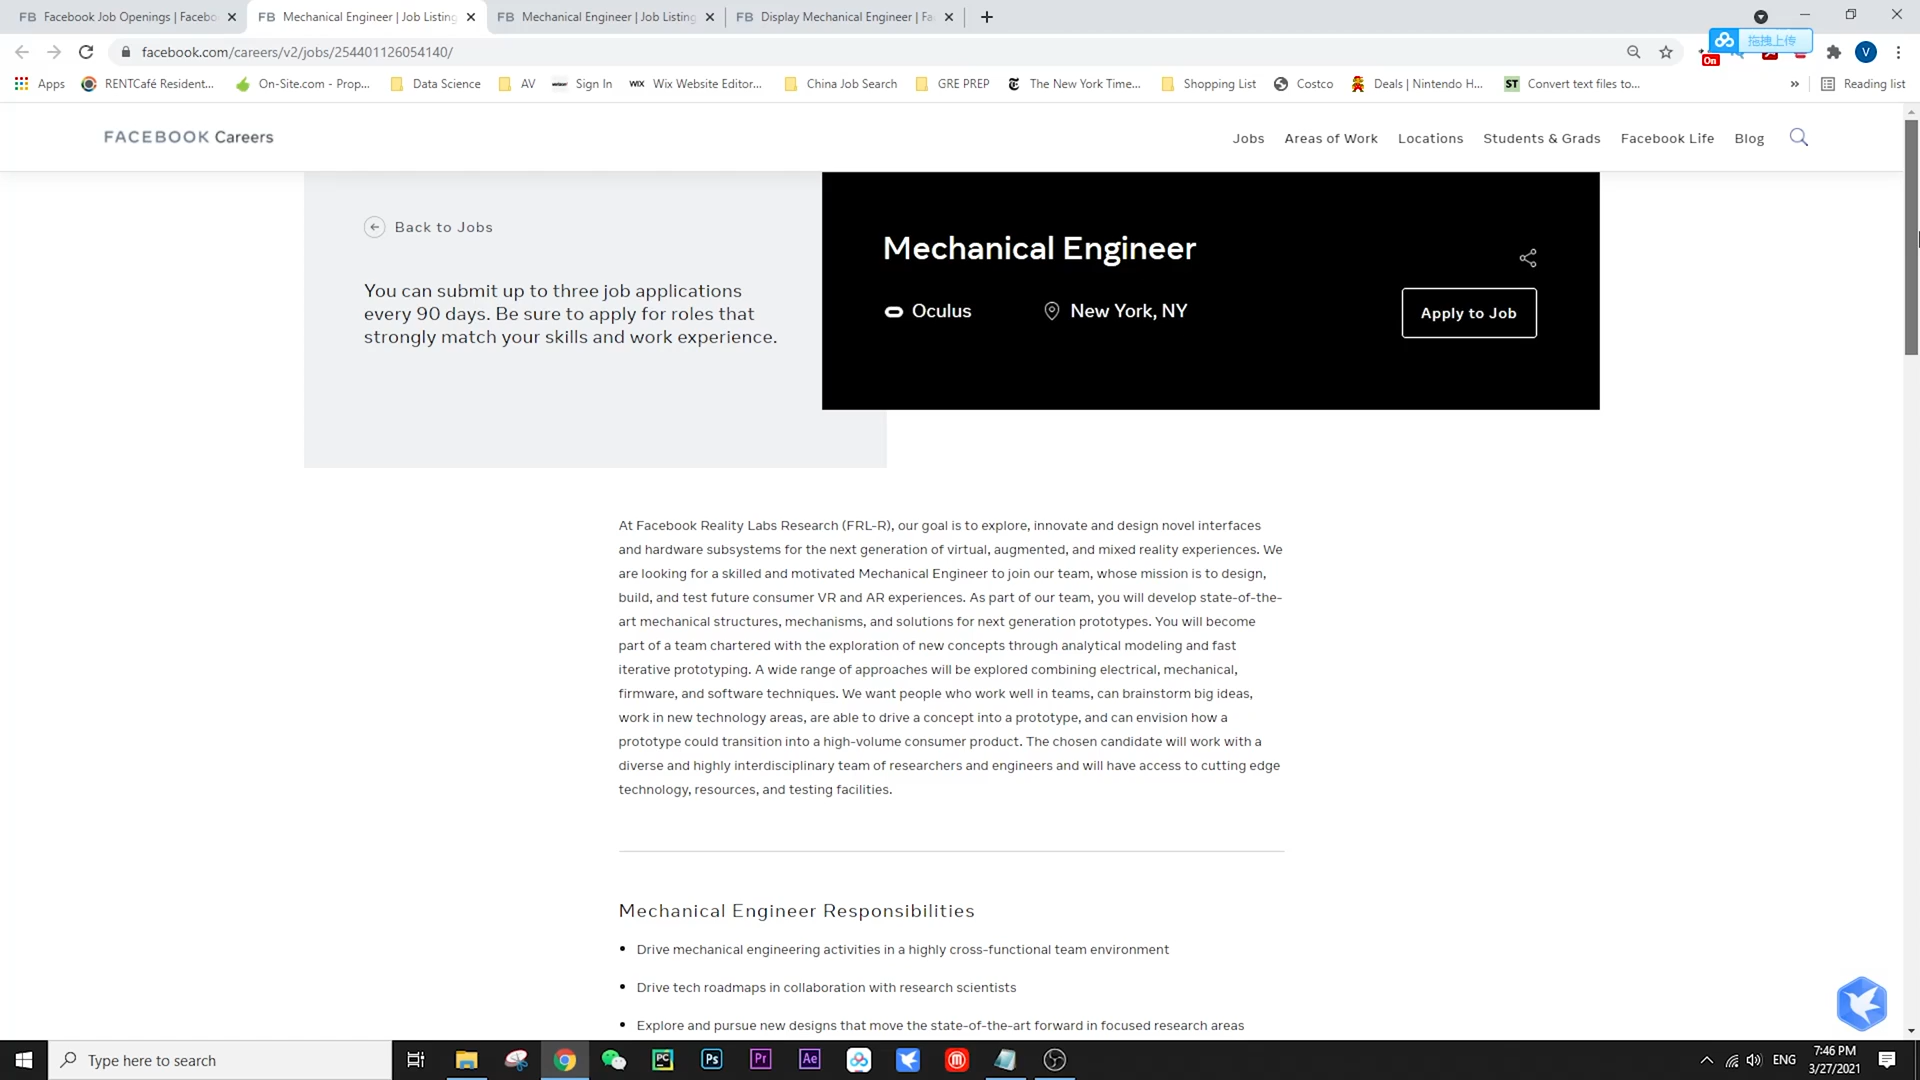 FB Facebook Job Openings | Facebo
FB Mechanical Engineer | Job Listing
FB Mechanical Engineer | Job Listing
FB Display Mechanical Engineer | Fa
facebook.com/careers/v2/jobs/254401126054140/
拖拽上传
On
V
Apps
RENTCafé Resident...
On-Site.com - Prop...
Data Science
AV
Sign In
WIX Wix Website Editor...
China Job Search
GRE PREP
The New York Time...
Shopping List
Costco
Deals | Nintendo H...
ST Convert text files to...
»
Reading list
FACEBOOK Careers
Jobs
Areas of Work
Locations
Students & Grads
Facebook Life
Blog
Back to Jobs
You can submit up to three job applications
every 90 days. Be sure to apply for roles that
strongly match your skills and work experience.
Mechanical Engineer
Oculus
New York, NY
Apply to Job
At Facebook Reality Labs Research (FRL-R), our goal is to explore, innovate and design novel interfaces
and hardware subsystems for the next generation of virtual, augmented, and mixed reality experiences. We
are looking for a skilled and motivated Mechanical Engineer to join our team, whose mission is to design,
build, and test future consumer VR and AR experiences. As part of our team, you will develop state-of-the-
art mechanical structures, mechanisms, and solutions for next generation prototypes. You will become
part of a team chartered with the exploration of new concepts through analytical modeling and fast
iterative prototyping. A wide range of approaches will be explored combining electrical, mechanical,
firmware, and software techniques. We want people who work well in teams, can brainstorm big ideas,
work in new technology areas, are able to drive a concept into a prototype, and can envision how a
prototype could transition into a high-volume consumer product. The chosen candidate will work with a
diverse and highly interdisciplinary team of researchers and engineers and will have access to cutting edge
technology, resources, and testing facilities.
Mechanical Engineer Responsibilities
• Drive mechanical engineering activities in a highly cross-functional team environment
• Drive tech roadmaps in collaboration with research scientists
• Explore and pursue new designs that move the state-of-the-art forward in focused research areas
Type here to search
PC
Ps
Pr
Ae
ENG
7:46 PM
3/27/2021